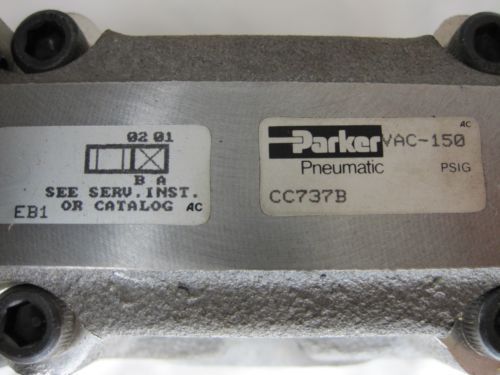 02 01
B A
SEE SERV. INST.
OR CATALOG AC
EB1
AC
Parker VAC-150
Pneumatic PSIG
CC737B